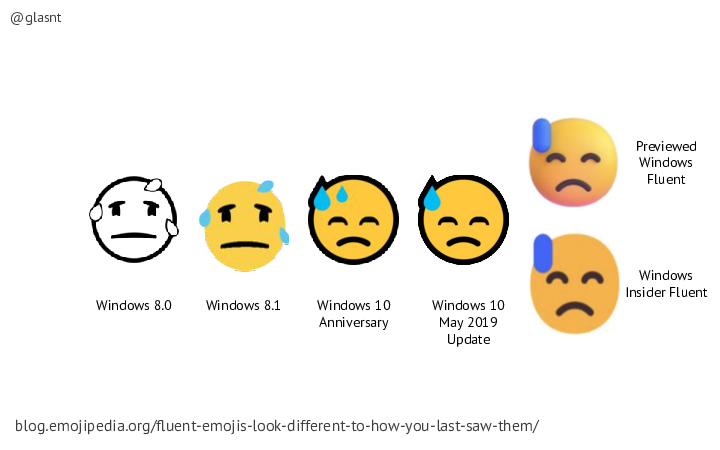 @glasnt
Previewed
Windows
Fluent
Windows
Insider Fluent
Windows 8.0
Windows 8.1
Windows 10
Anniversary
Windows 10
May 2019
Update
blog.emojipedia.org/fluent-emojis-look-different-to-how-you-last-saw-them/